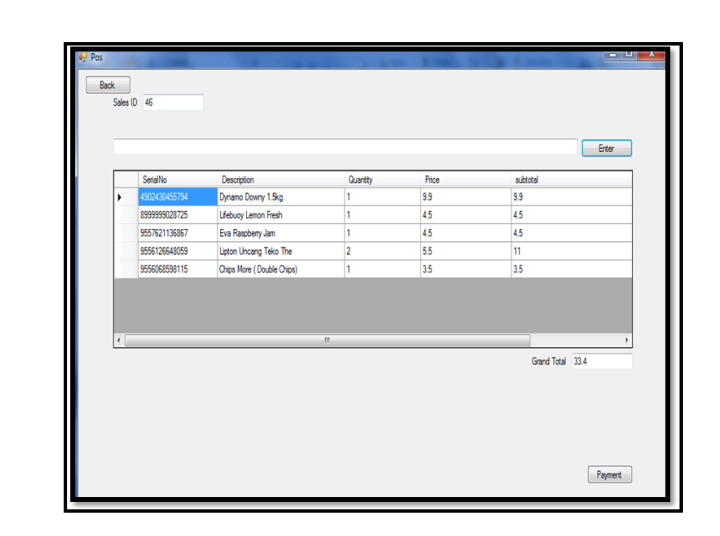 Pos
Back
Sales ID 46
Enter
SerialNo Description Quantity Price subtotal
4902430455794 Dynamo Downy 1.5kg 1 9.9 9.9
8999999028725 Lifebuoy Lemon Fresh 1 4.5 4.5
9557621136867 Eva Raspberry Jam 1 4.5 4.5
9556126648059 Lipton Uncang Teko The 2 5.5 11
9556068598115 Chips More ( Double Chips) 1 3.5 3.5
Grand Total 33.4
Payment